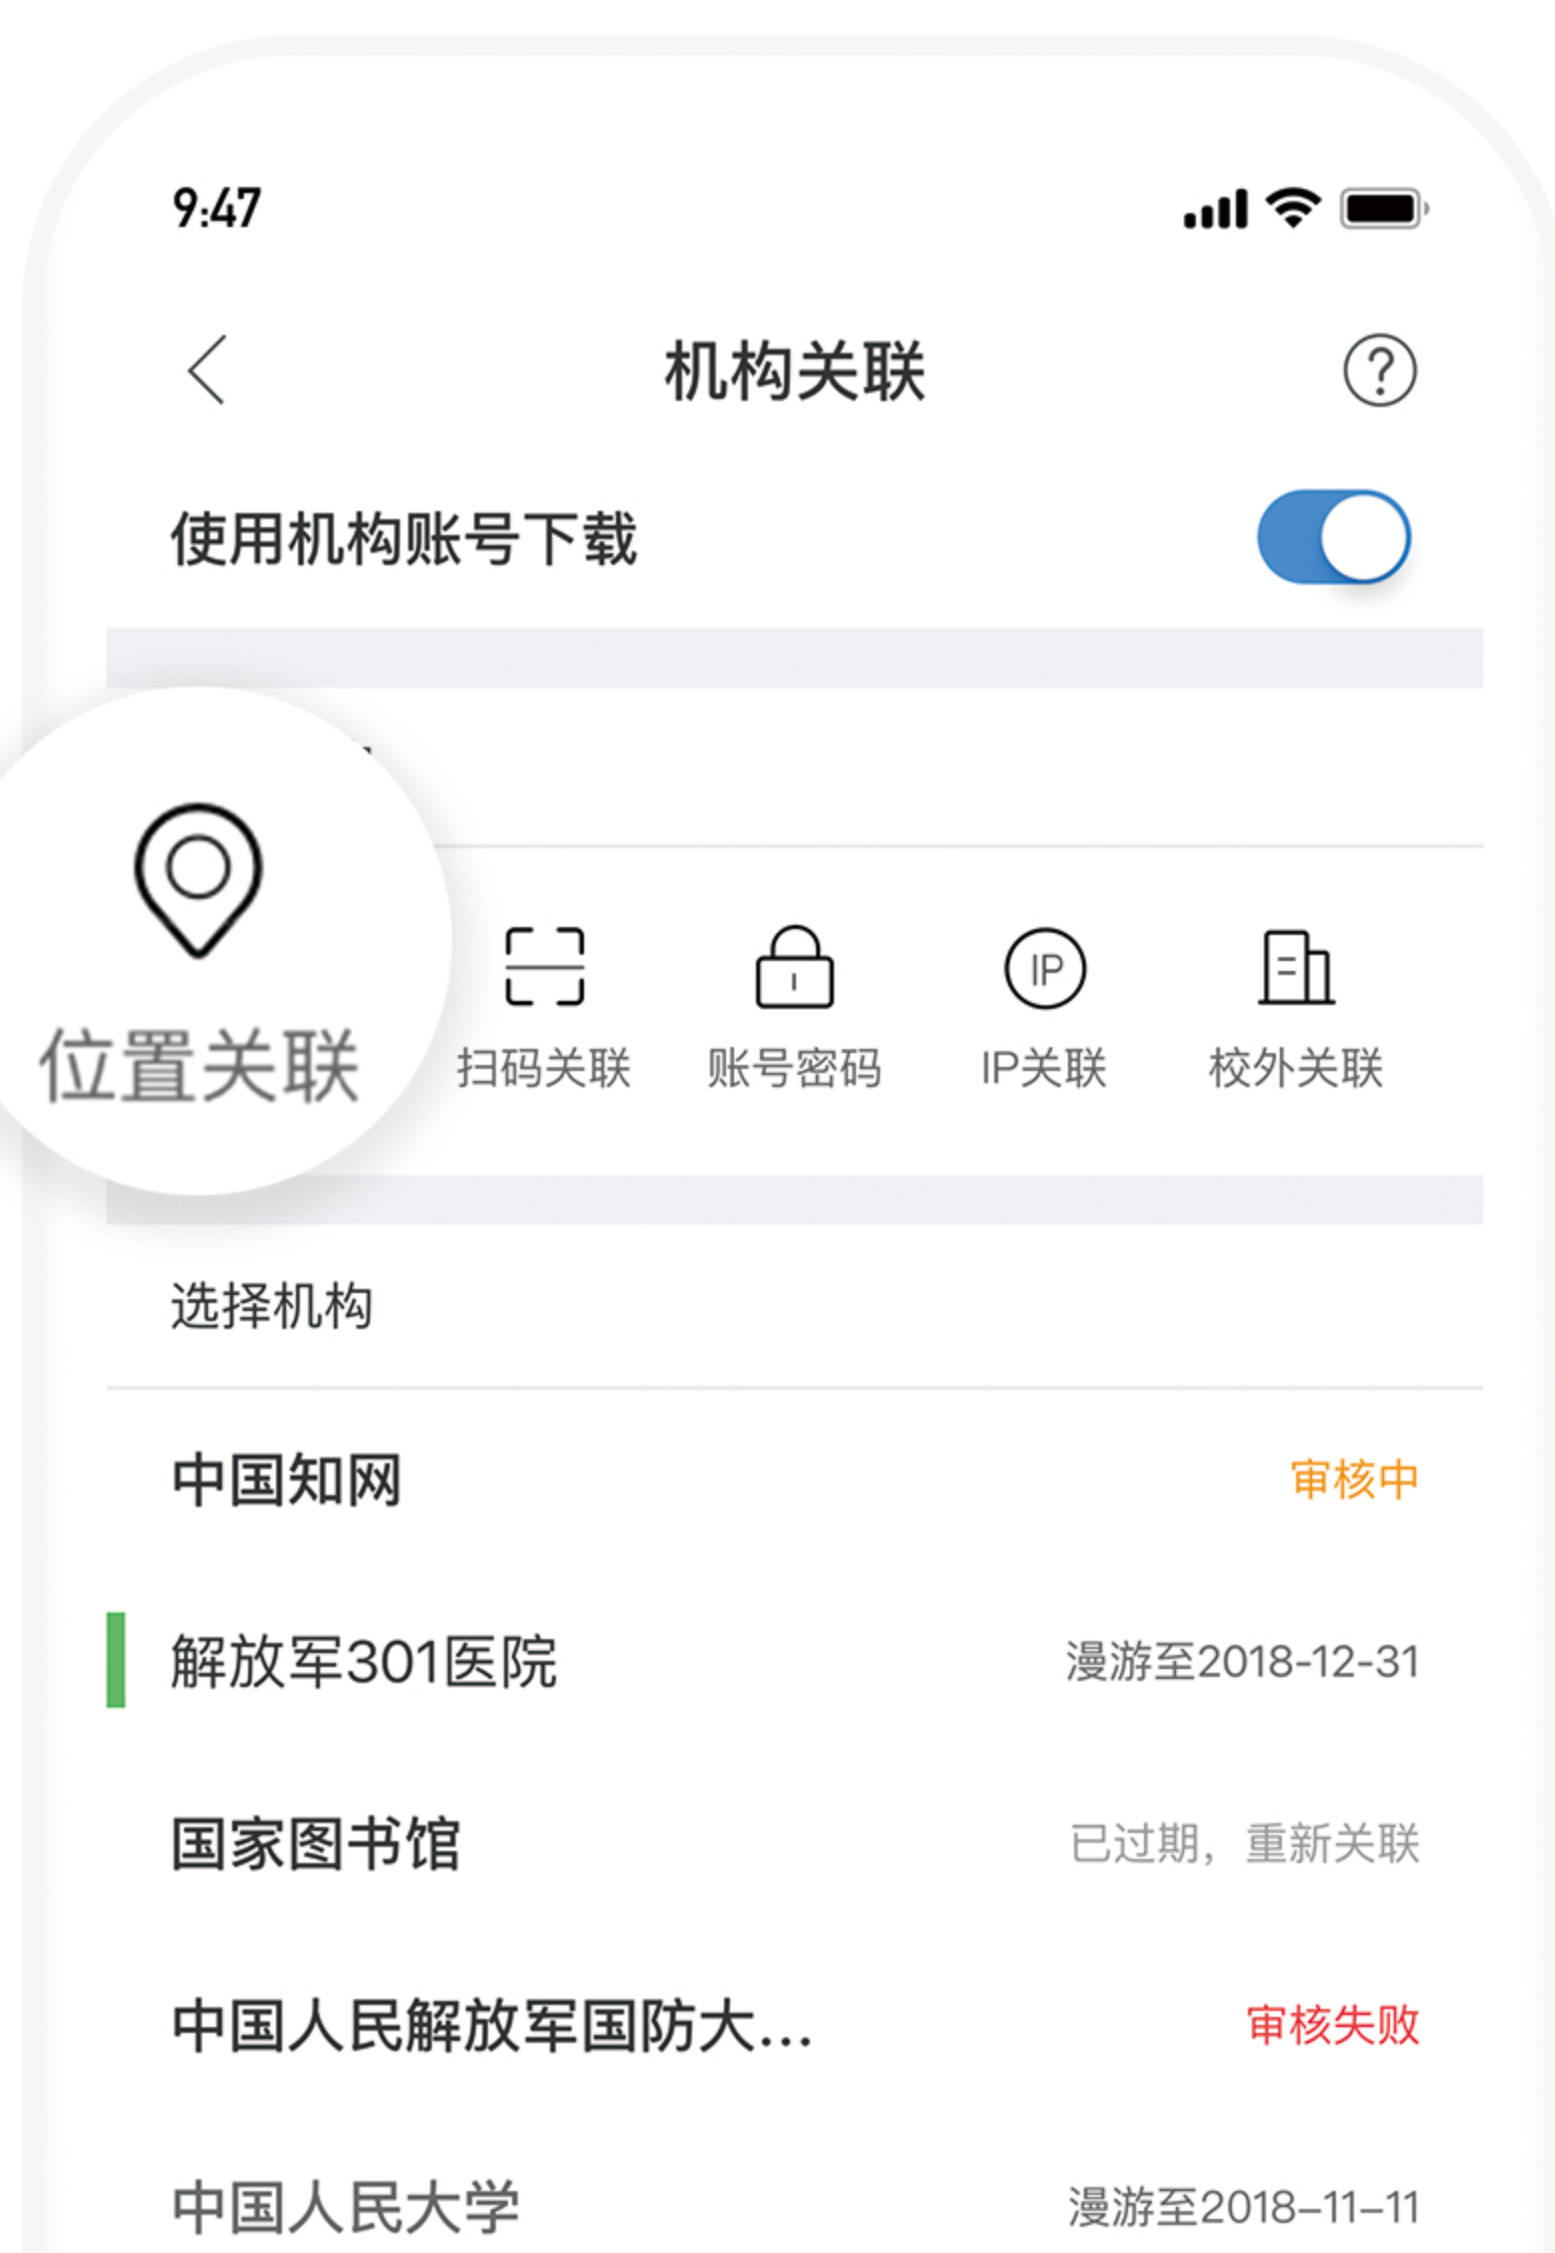 9:47
机构关联
使用机构账号下载
位置关联
扫码关联
账号密码
IP
IP关联
校外关联
选择机构
中国知网 审核中
解放军301医院 漫游至2018-12-31
国家图书馆 已过期，重新关联
中国人民解放军国防大... 审核失败
中国人民大学 漫游至2018-11-11